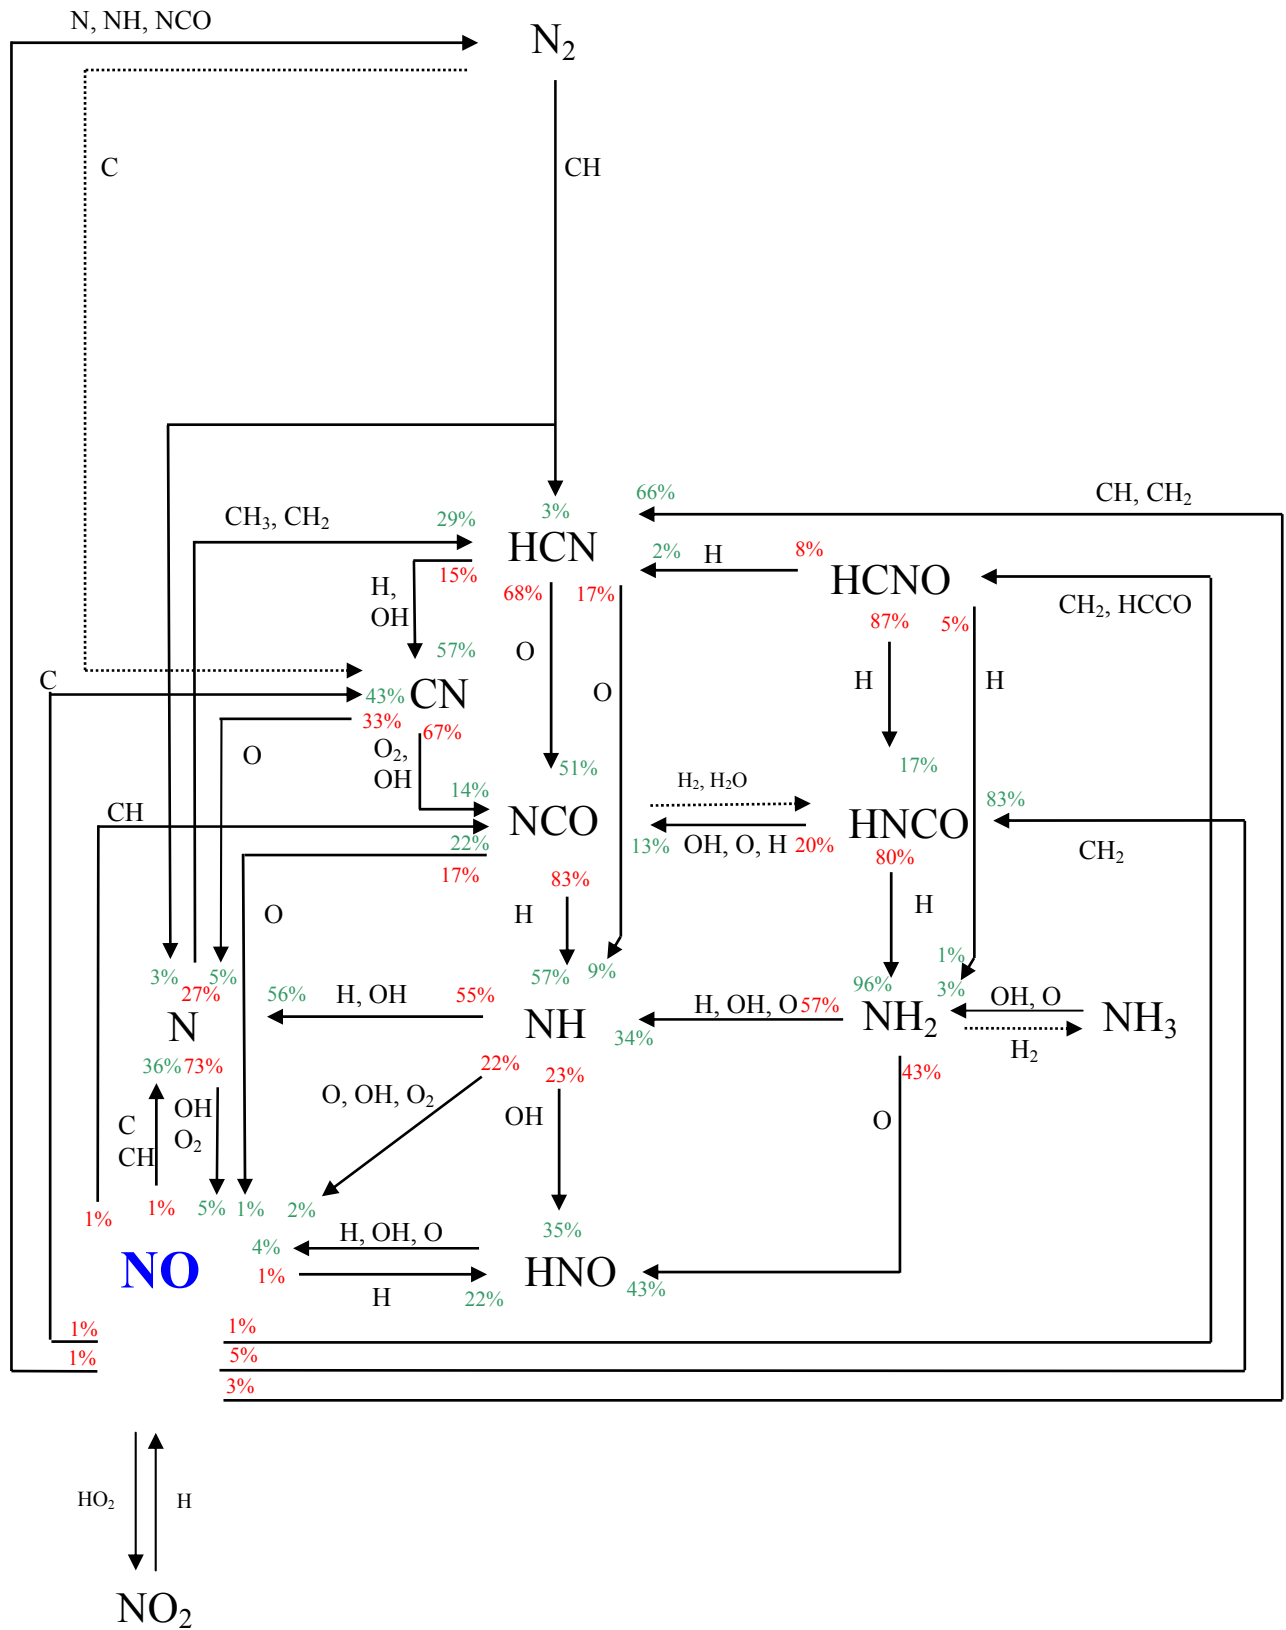 N, NH, NCO
N₂
C
CH
66%
CH, CH₂
3%
CH₃, CH₂
29%
HCN
2%
H
8%
HCNO
15%
H,
OH
68%
17%
CH₂, HCCO
87%
5%
57%
O
O
H
H
C
43%
CN
33%
67%
O
O₂,
OH
51%
17%
14%
H₂, H₂O
83%
CH
NCO
HNCO
22%
13%
OH, O, H
20%
80%
CH₂
17%
83%
O
H
H
3%
5%
57%
9%
1%
27%
56%
H, OH
55%
96%
3%
N
NH
H, OH, O
57%
NH₂
OH, O
NH₃
34%
H₂
36%
73%
22%
23%
43%
C
CH
OH
O₂
O, OH, O₂
OH
O
1%
1%
5%
1%
2%
35%
4%
H, OH, O
NO
1%
HNO
H
22%
43%
1%
1%
1%
5%
3%
HO₂
H
NO₂